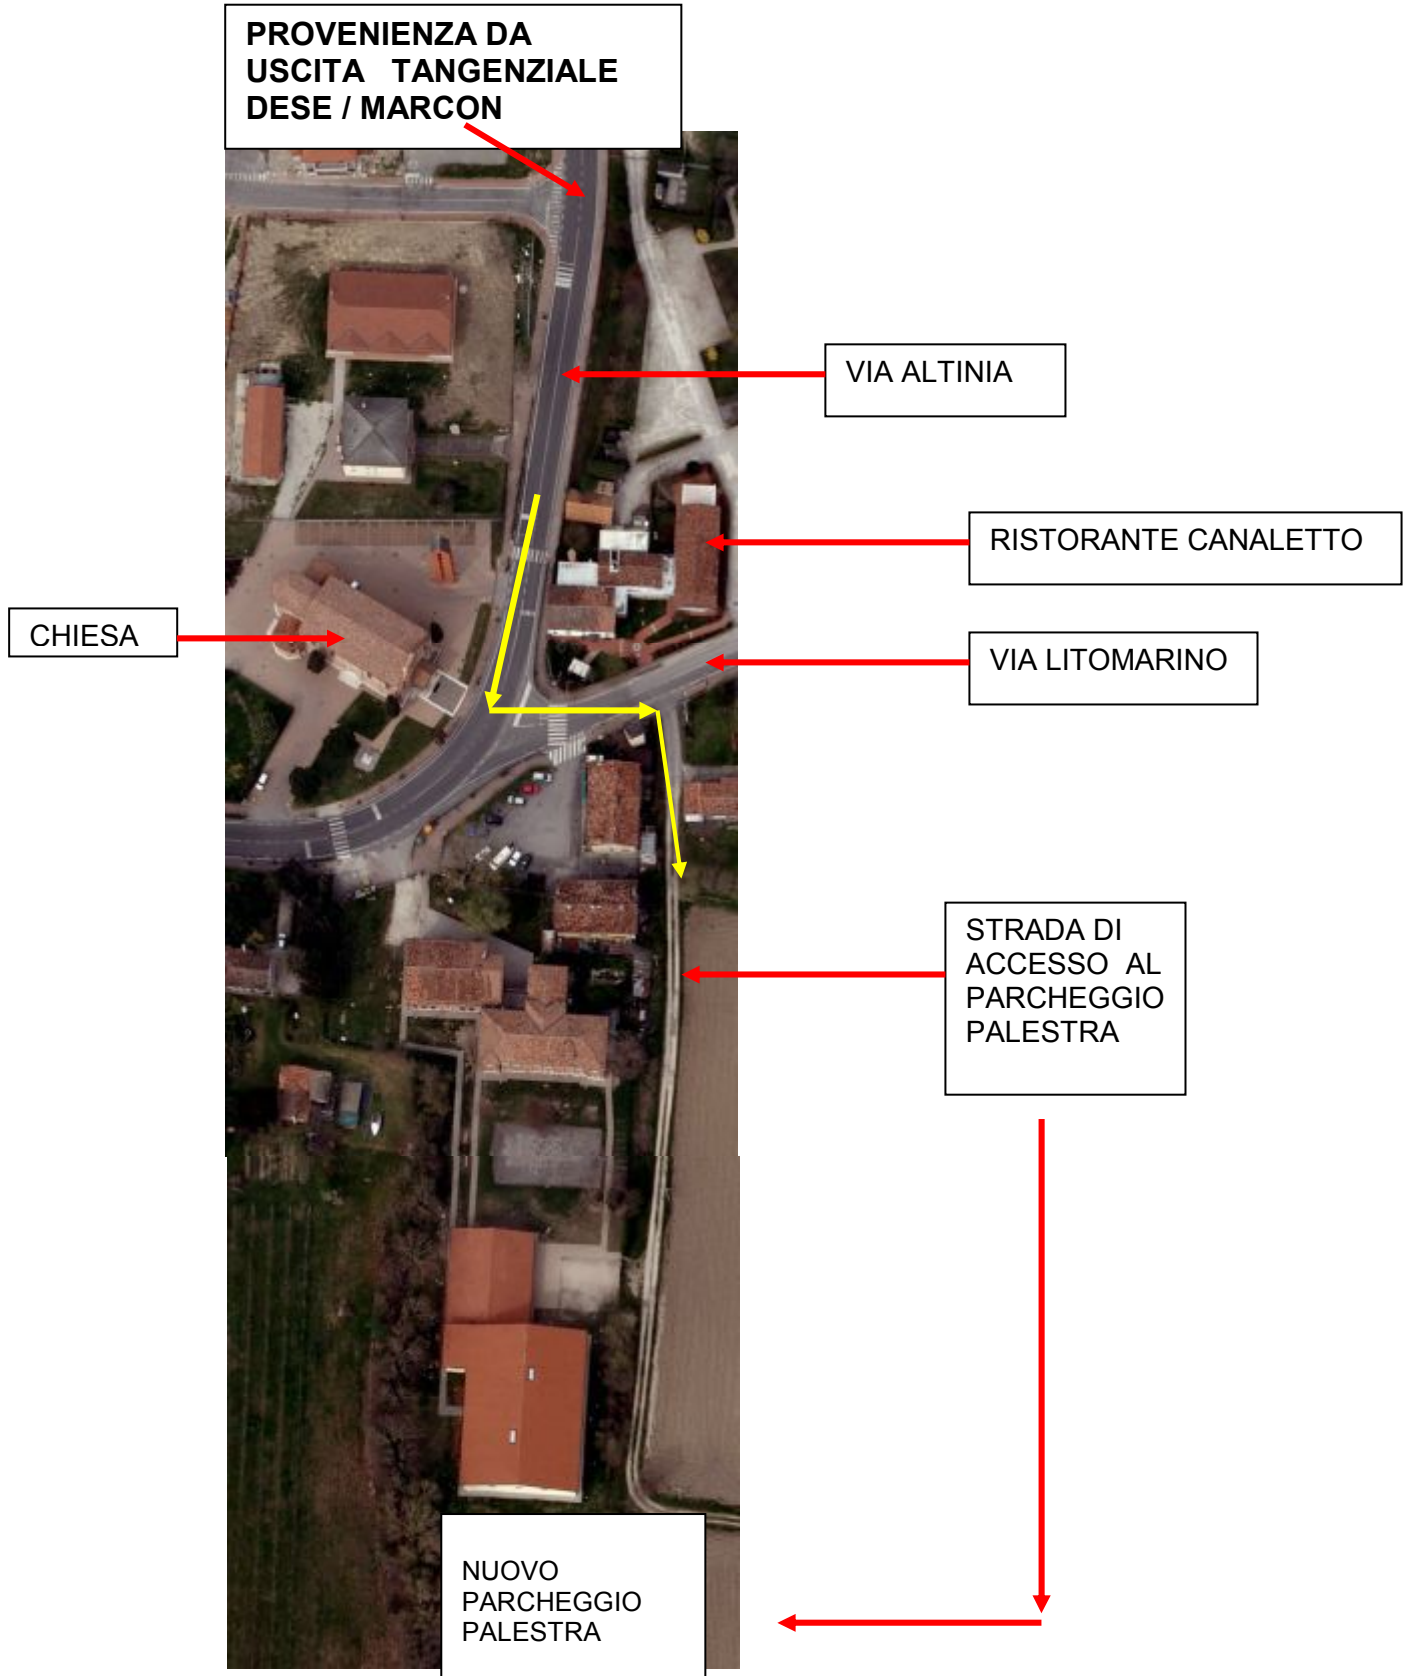 PROVENIENZA DA
USCITA TANGENZIALE
DESE / MARCON
VIA ALTINIA
RISTORANTE CANALETTO
CHIESA
VIA LITOMARINO
STRADA DI
ACCESSO AL
PARCHEGGIO
PALESTRA
NUOVO
PARCHEGGIO
PALESTRA